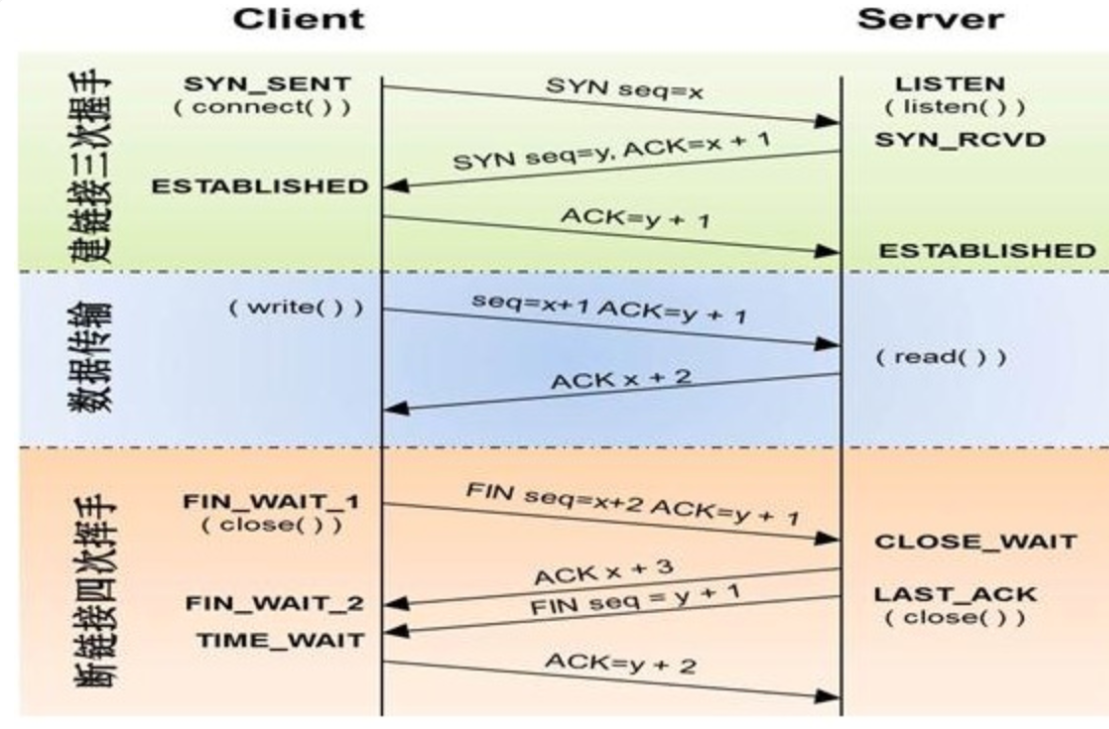 Client
Server
建链接三次握手
SYN_SENT
( connect( ) )
SYN seq=x
LISTEN
( listen( ) )
SYN_RCVD
SYN seq=y, ACK=x + 1
ESTABLISHED
ACK=y + 1
ESTABLISHED
数据传输
( write( ) )
seq=x+1 ACK=y + 1
( read( ) )
ACK x + 2
断链接四次挥手
FIN_WAIT_1
( close( ) )
FIN seq=x+2 ACK=y + 1
CLOSE_WAIT
ACK x + 3
FIN_WAIT_2
FIN seq = y + 1
LAST_ACK
( close( ) )
TIME_WAIT
ACK=y + 2